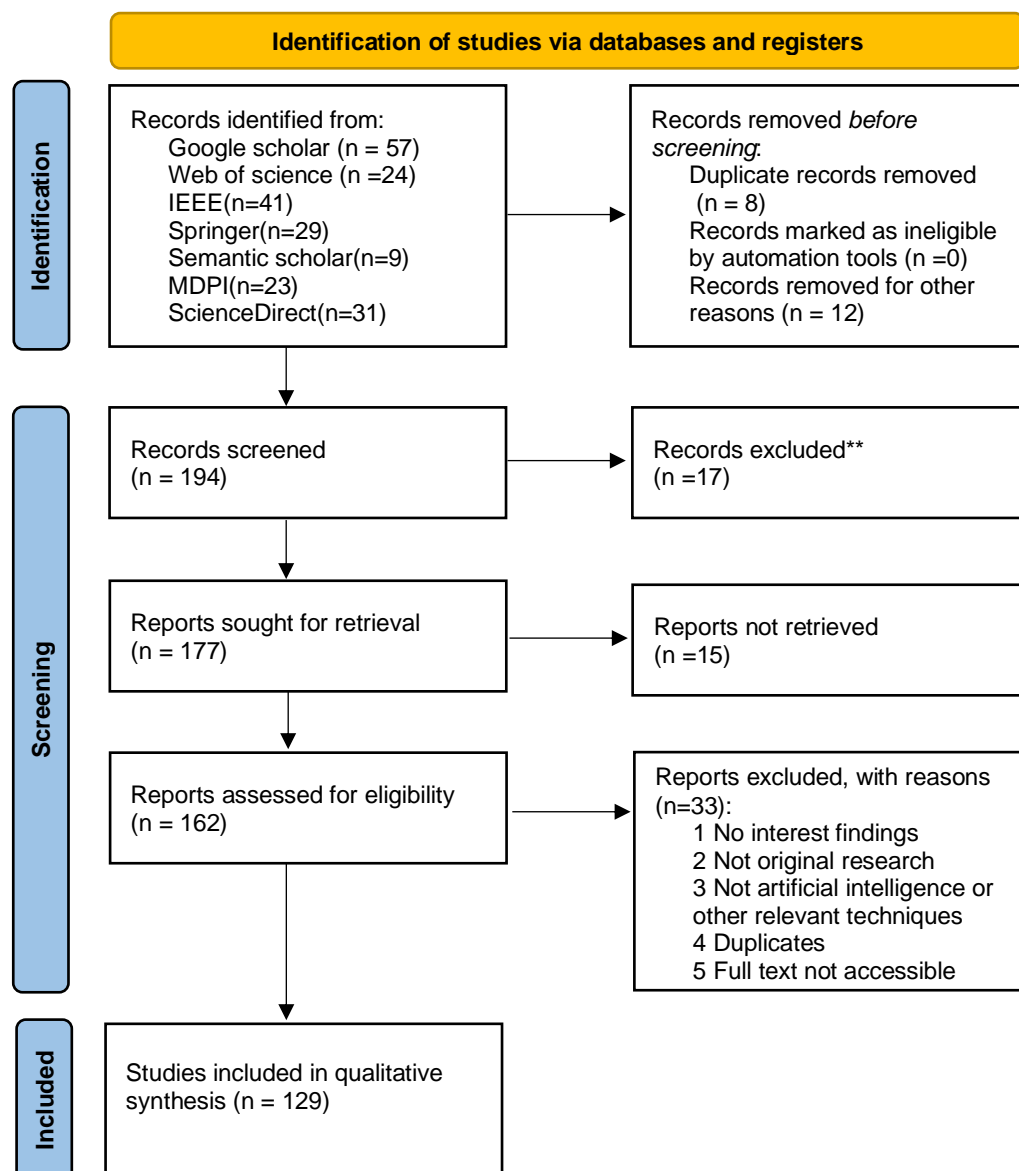 Identification of studies via databases and registers
Identification
Records identified from:
Google scholar (n = 57)
Web of science (n =24)
IEEE(n=41)
Springer(n=29)
Semantic scholar(n=9)
MDPI(n=23)
ScienceDirect(n=31)
Records removed before
screening:
Duplicate records removed
(n = 8)
Records marked as ineligible
by automation tools (n =0)
Records removed for other
reasons (n = 12)
Screening
Records screened
(n = 194)
Records excluded**
(n =17)
Reports sought for retrieval
(n = 177)
Reports not retrieved
(n =15)
Reports assessed for eligibility
(n = 162)
Reports excluded, with reasons
(n=33):
1 No interest findings
2 Not original research
3 Not artificial intelligence or
other relevant techniques
4 Duplicates
5 Full text not accessible
Included
Studies included in qualitative
synthesis (n = 129)